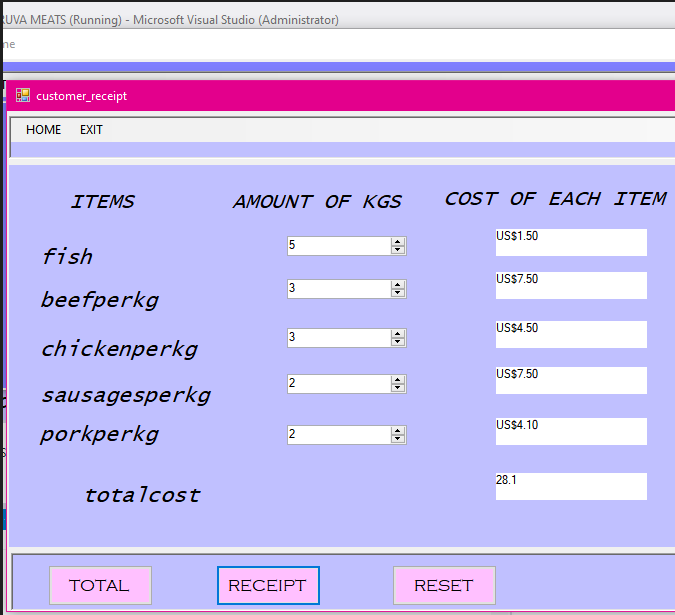 RUVA MEATS (Running) - Microsoft Visual Studio (Administrator)
me
customer_receipt
HOME EXIT
ITEMS AMOUNT OF KGS COST OF EACH ITEM
fish 5 US$1.50
beefperkg 3 US$7.50
chickenperkg 3 US$4.50
sausagesperkg 2 US$7.50
porkperkg 2 US$4.10
totalcost 28.1
TOTAL RECEIPT RESET